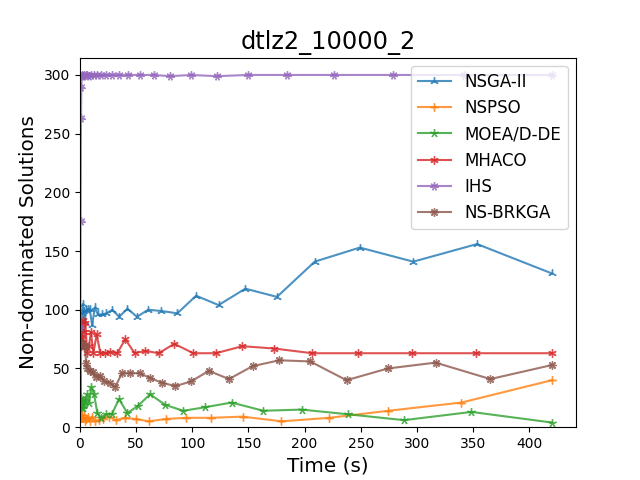 dtlz2_10000_2
Non-dominated Solutions
300
250
200
150
100
50
0
0 50 100 150 200 250 300 350 400
Time (s)
NSGA-II
NSPSO
MOEA/D-DE
MHACO
IHS
NS-BRKGA